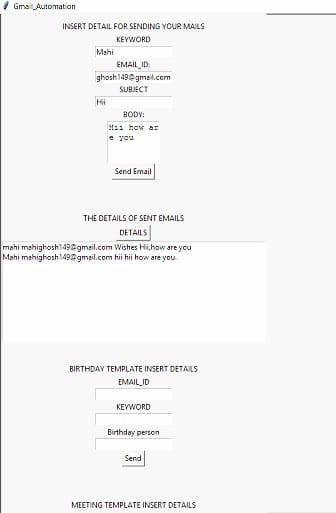 Gmail_Automation
INSERT DETAIL FOR SENDING YOUR MAILS
KEYWORD
Mahi
EMAIL_ID:
ghosh149@gmail.com
SUBJECT
Hii
BODY:
Hii how ar
e you
Send Email
THE DETAILS OF SENT EMAILS
DETAILS
mahi mahighosh149@gmail.com Wishes Hii,how are you
Mahi mahighosh149@gmail.com hii hii how are you.
BIRTHDAY TEMPLATE INSERT DETAILS
EMAIL_ID
KEYWORD
Birthday person
Send
MEETING TEMPLATE INSERT DETAILS